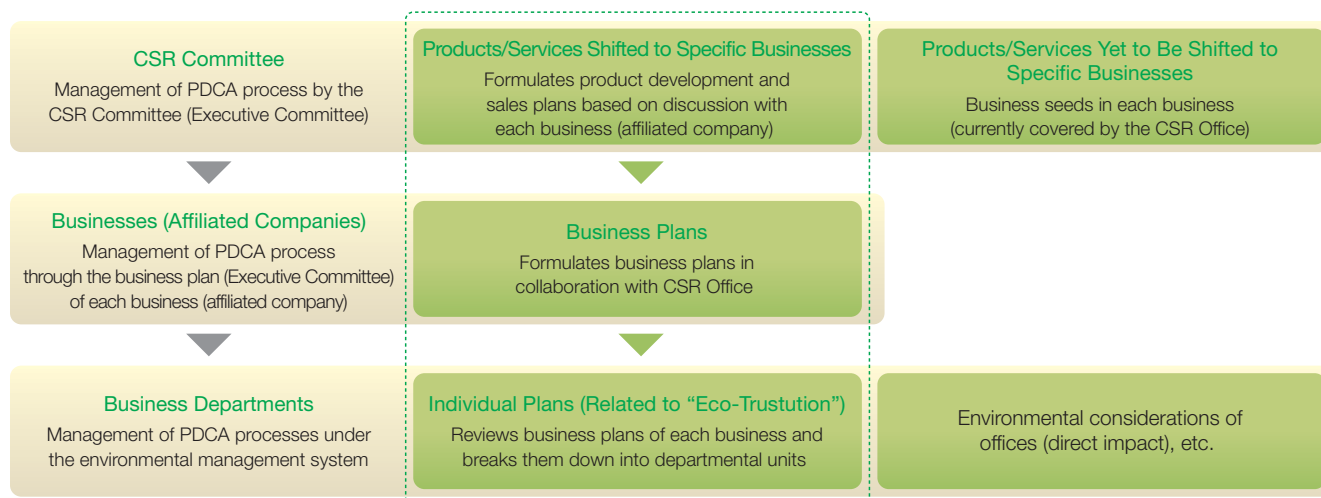 CSR Committee
Management of PDCA process by the
CSR Committee (Executive Committee)
Products/Services Shifted to Specific Businesses
Formulates product development and
sales plans based on discussion with
each business (affiliated company)
Products/Services Yet to Be Shifted to
Specific Businesses
Business seeds in each business
(currently covered by the CSR Office)
Businesses (Affiliated Companies)
Management of PDCA process
through the business plan (Executive Committee)
of each business (affiliated company)
Business Plans
Formulates business plans in
collaboration with CSR Office
Business Departments
Management of PDCA processes under
the environmental management system
Individual Plans (Related to “Eco-Trustution”)
Reviews business plans of each business and
breaks them down into departmental units
Environmental considerations of
offices (direct impact), etc.